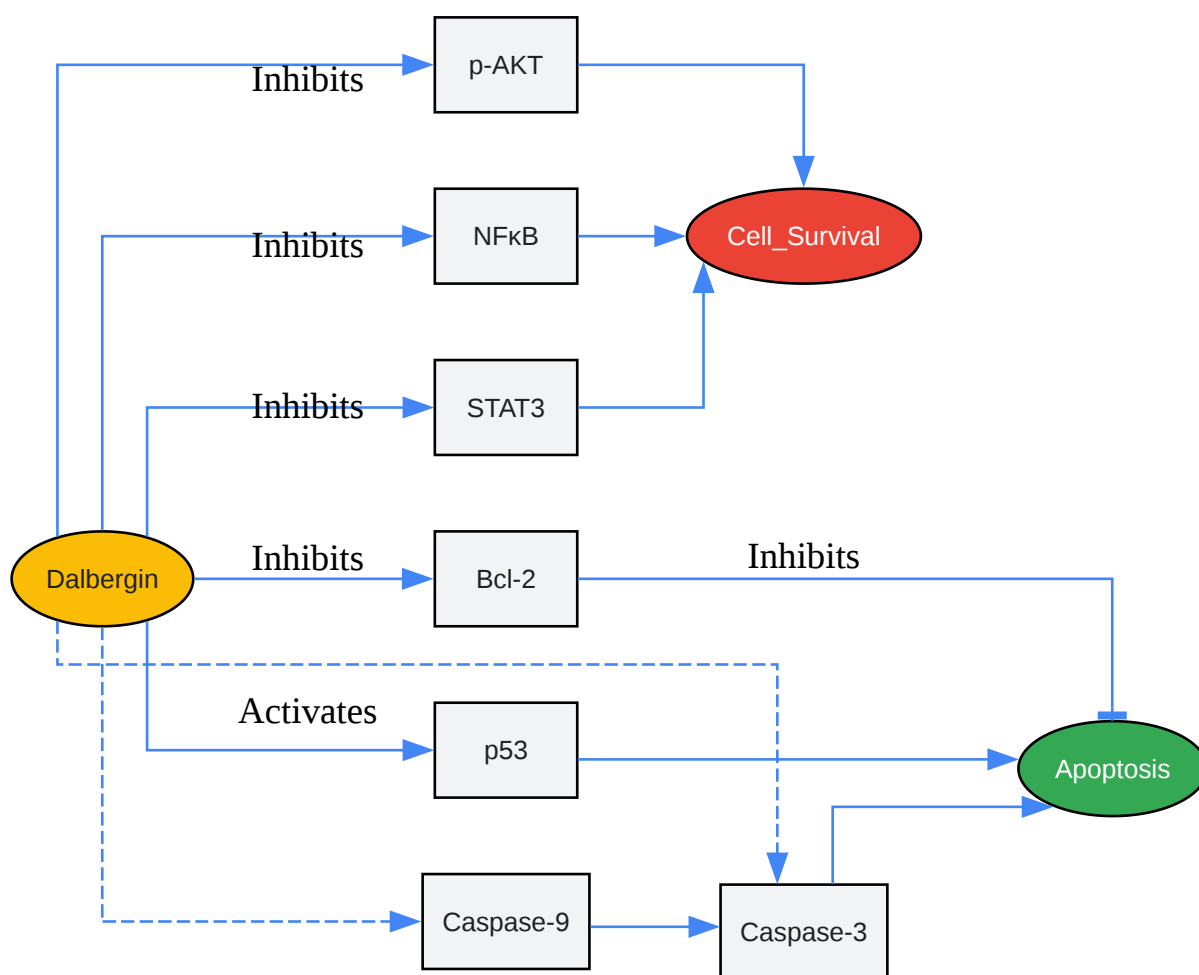 p-AKT
Inhibits
NFκB
Cell_Survival
Inhibits
STAT3
Inhibits
Dalbergin
Inhibits
Bcl-2
Inhibits
Activates
p53
Apoptosis
Caspase-9
Caspase-3